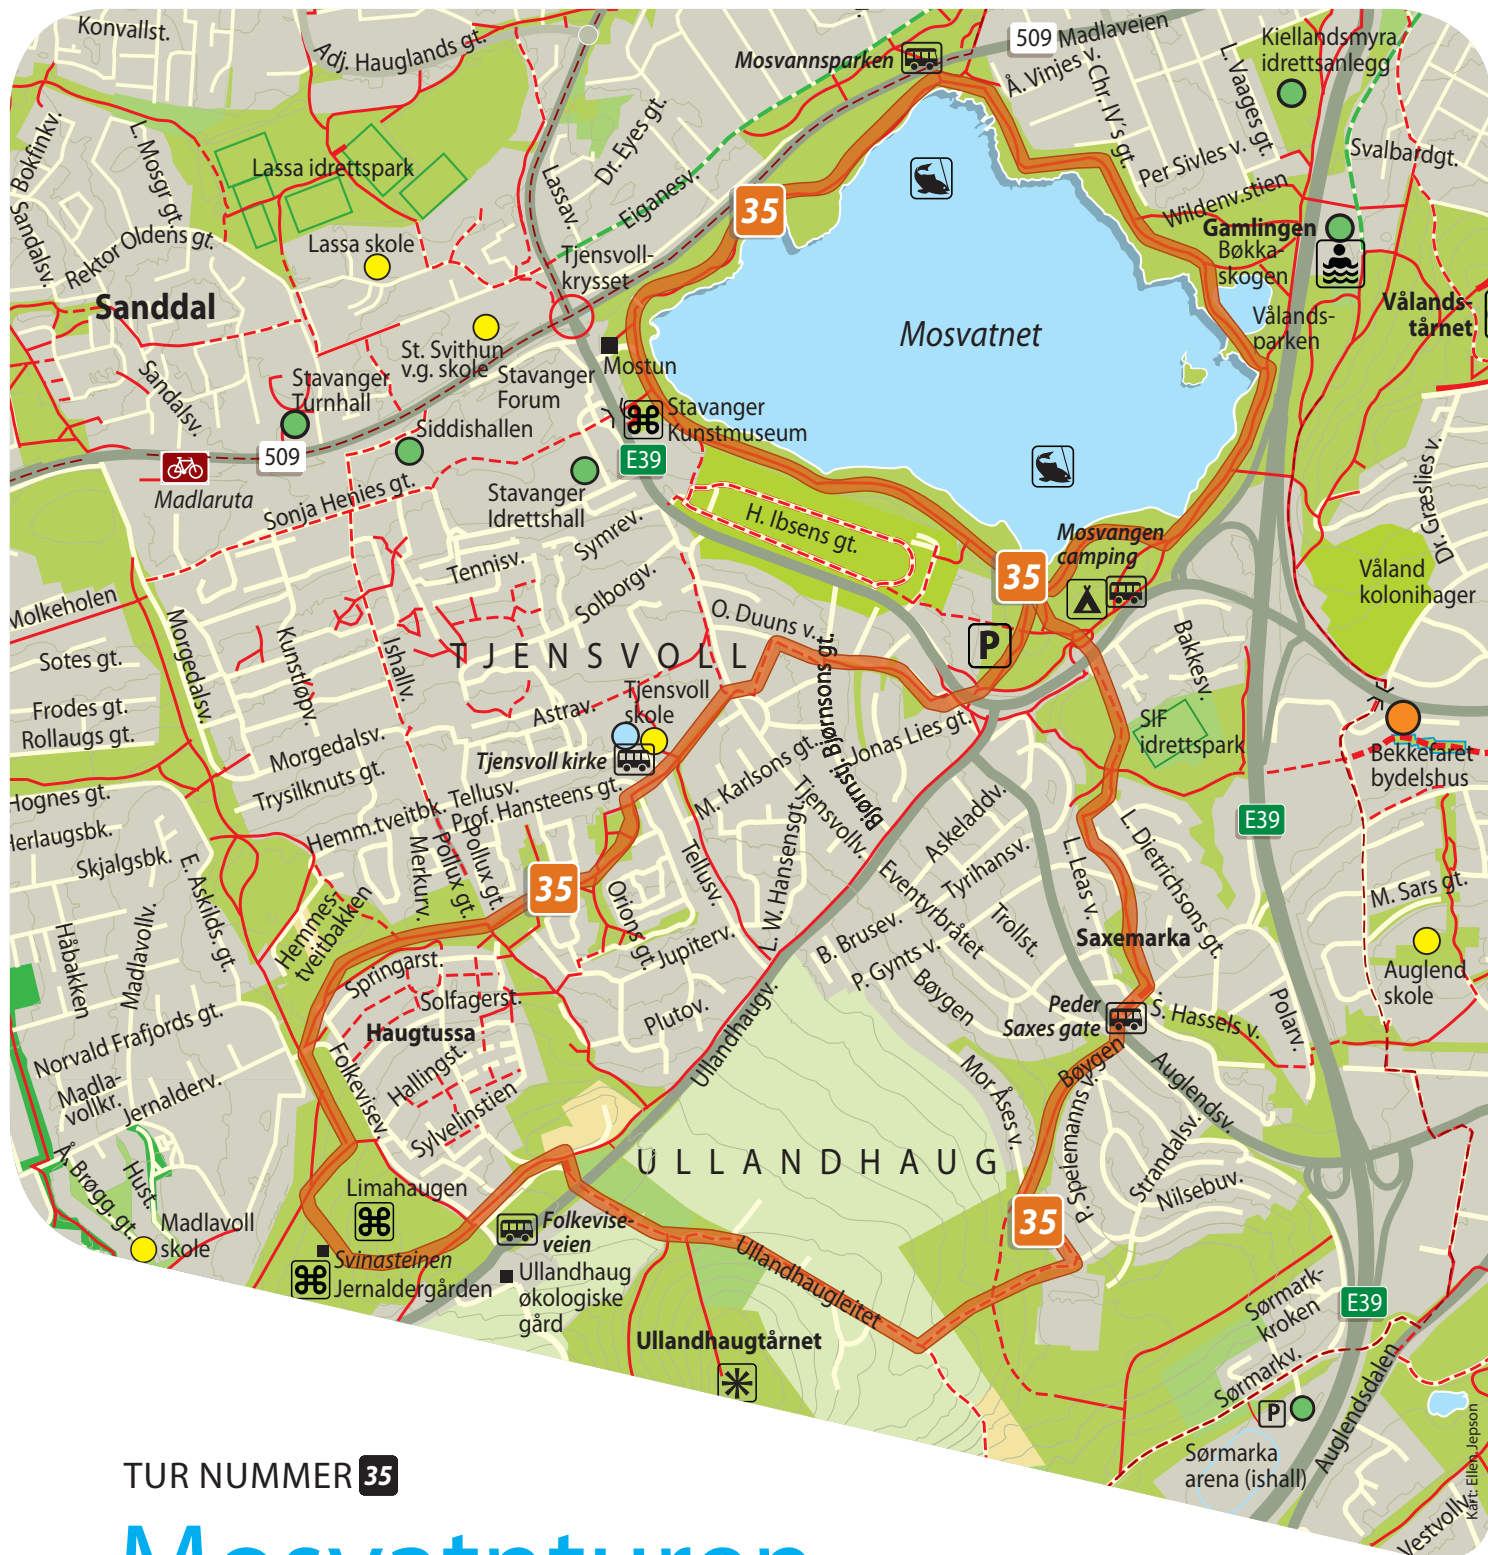 Konvallst.
Adj. Hauglands gt.
Mosvannsparken
509
Madlaveien
Kiellandsmyra
idrettsanlegg
Å. Vinjes v.
Chr. IV´s gt.
L. Vaages gt.
Bokfinkv.
L. Mosgr gt.
Lassa idrettspark
Dr. Eyes gt.
Lassav.
Eiganesv.
Per Sivles v.
Svalbardgt.
Wildenv.stien
Sandalsv.
Rektor Oldens gt.
Lassa skole
35
Tjensvoll-
krysset
Gamlingen
Bøkka-
skogen
Sanddal
Mosvatnet
Vålands-
parken
Vålands-
tårnet
St. Svithun
v.g. skole
Mostun
Stavanger
Forum
Sandalsv.
Stavanger
Turnhall
Siddishallen
Stavanger
Kunstmuseum
509
E39
Madlaruta
Sonja Henies gt.
Stavanger
Idrettshall
H. Ibsens gt.
Dr. Græslies v.
Symrev.
Tennisv.
Mosvangen
camping
35
Våland
kolonihager
Molkeholen
Solborgv.
O. Duuns v.
P
Morgedalsv.
Kunstløpv.
Ishallv.
TJENSVOLL
Bakkesv.
Sotes gt.
Frodes gt.
Rollaugs gt.
Tjensvoll
skole
Astrav.
Bjørnstj. Bjørnsons gt.
Jonas Lies gt.
SIF
idrettspark
Morgedalsv.
Tjensvoll kirke
Bekkefaret
bydelshus
Trysilknuts gt.
M. Karlsons gt.
Hognes gt.
Hemm.tveitbk.
Tellusv.
Prof. Hansteens gt.
Tjensvollv.
Askeladdv.
E39
Herlaugsbk.
Skjalgsbk.
Merkurv.
Pollux gt.
Pollux gt.
Tellusv.
L. W. Hansensgt.
Eventyrbråtet
Tyrihansv.
L. Leas v.
L. Dietrichsons gt.
E. Askilds. gt.
35
M. Sars gt.
Hemmes-
tveitbakken
Orions gt.
Trollst.
Håbakken
Madlavollv.
Jupiterv.
B. Brusev.
Saxemarka
Springarst.
P. Gynts v.
Auglend
skole
Solfagerst.
Bøygen
Plutov.
Peder
Saxes gate
S. Hassels v.
Polarv.
Norvald Frafjords gt.
Haugtussa
Ullandhaugv.
Folkevisev.
Hallingst.
Mor Åses v.
Bøygen
Auglendsv.
Madla-
vollkr.
Jernalderv.
Sylvelinstien
P. Spelemanns v.
Strandalsv.
ULLANDHAUG
Å. Brøgg. gt.
Hust.
Limahaugen
Nilsebuv.
Madlavoll
skole
Folkevise-
veien
35
Svinasteinen
Jernaldergården
Ullandhaug
økologiske
gård
Ullandhaugleitet
Sørmark-
kroken
E39
Ullandhaugtårnet
Sørmarkv.
P
Auglendsdalen
Sørmarka
arena (ishall)
Vestvollv.
Kart: Ellen Jepson
TUR NUMMER 35
Mosvatnturen